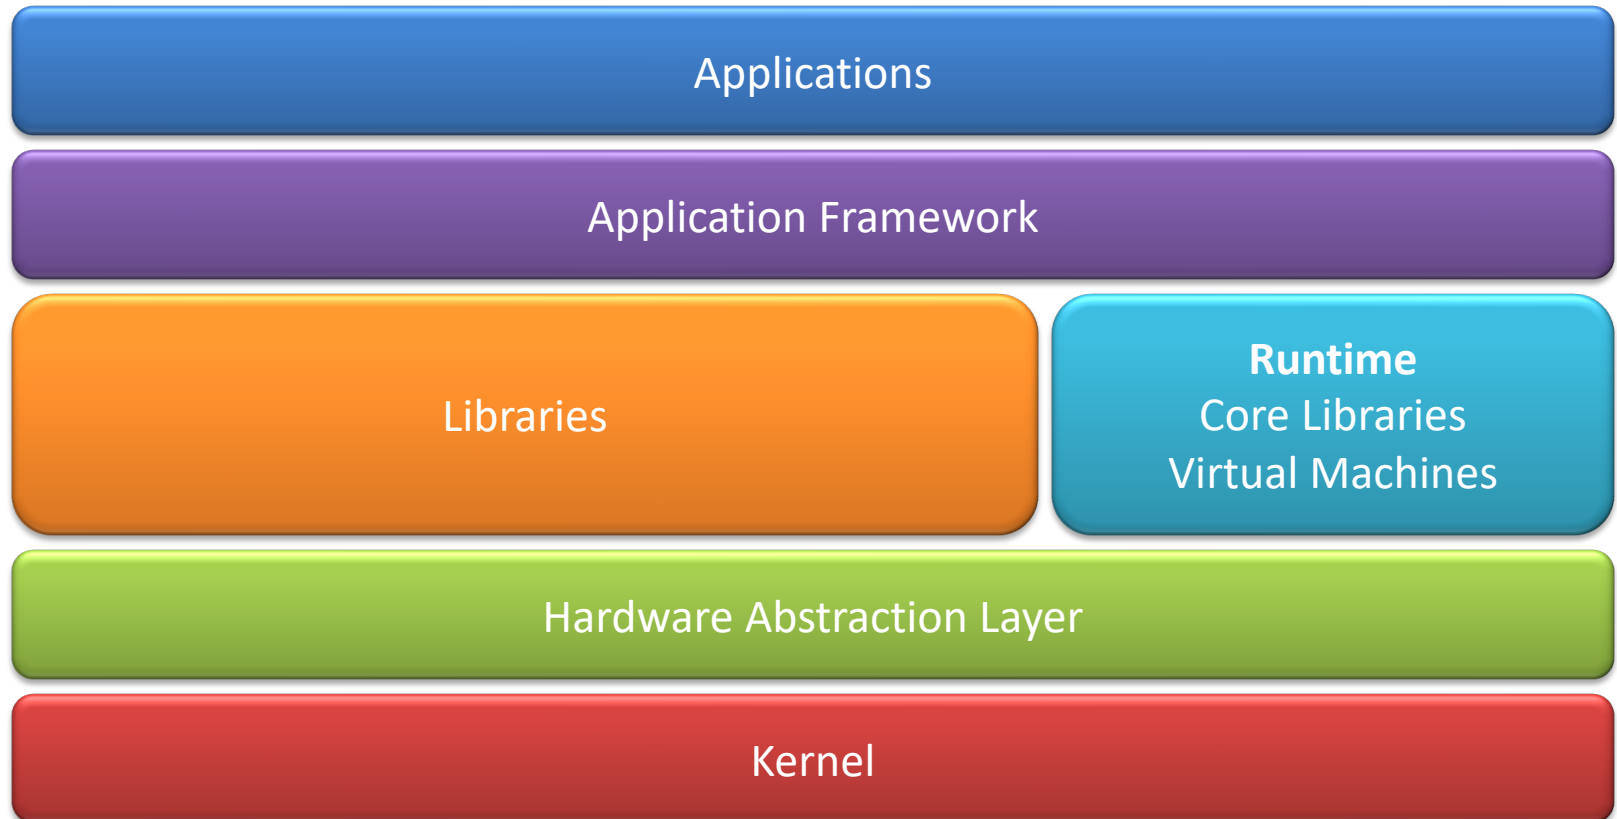 Applications
Application Framework
Libraries
Runtime
Core Libraries
Virtual Machines
Hardware Abstraction Layer
Kernel